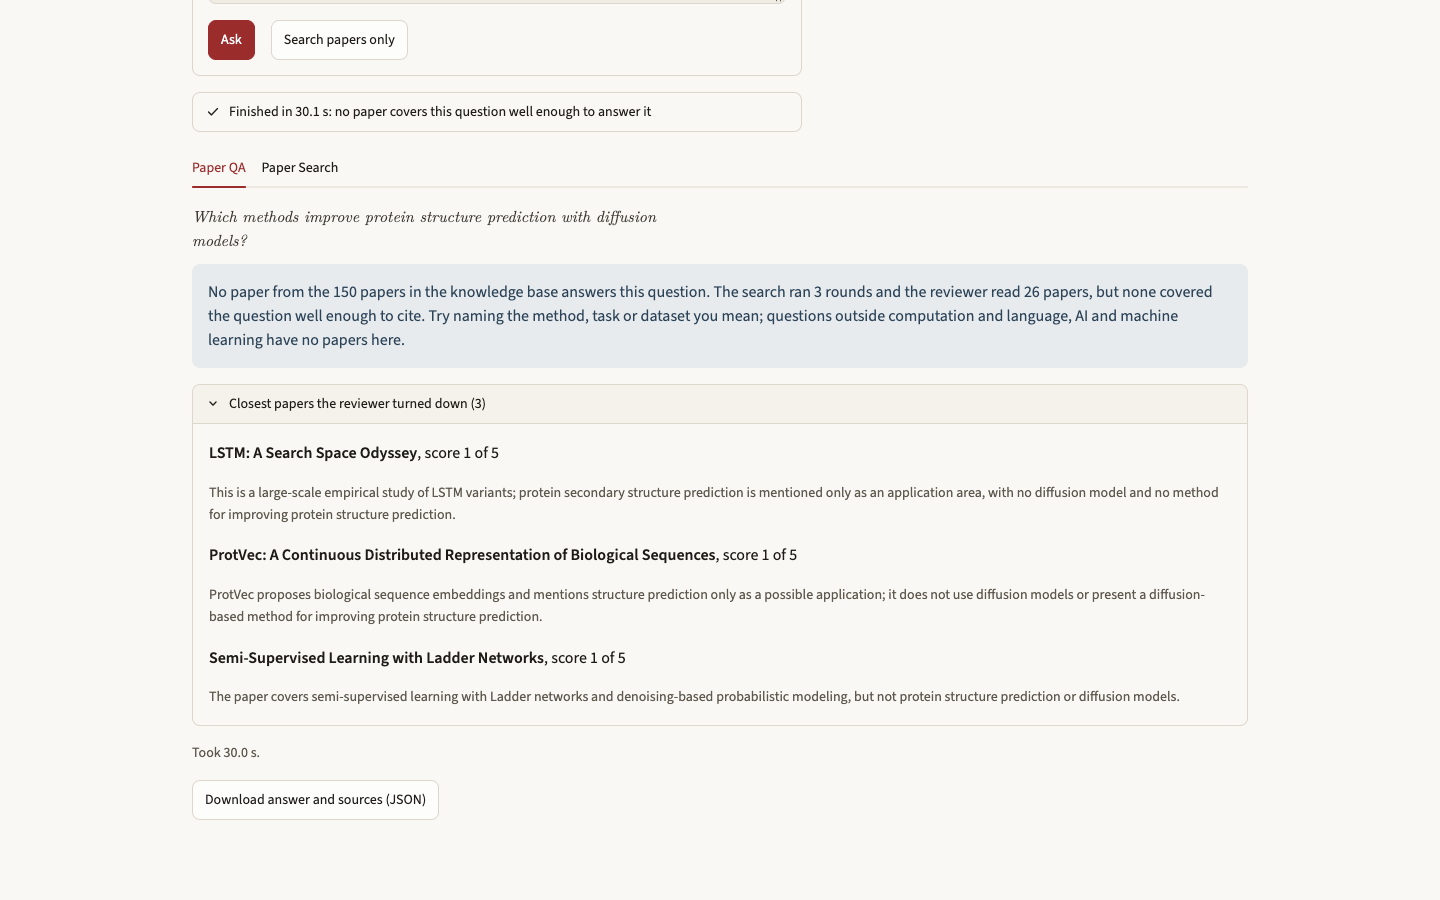 Ask
Search papers only
Finished in 30.1 s: no paper covers this question well enough to answer it
Paper QA
Paper Search
Which methods improve protein structure prediction with diffusion
models?
No paper from the 150 papers in the knowledge base answers this question. The search ran 3 rounds and the reviewer read 26 papers, but none covered
the question well enough to cite. Try naming the method, task or dataset you mean; questions outside computation and language, AI and machine
learning have no papers here.
Closest papers the reviewer turned down (3)
LSTM: A Search Space Odyssey, score 1 of 5
This is a large-scale empirical study of LSTM variants; protein secondary structure prediction is mentioned only as an application area, with no diffusion model and no method
for improving protein structure prediction.
ProtVec: A Continuous Distributed Representation of Biological Sequences, score 1 of 5
ProtVec proposes biological sequence embeddings and mentions structure prediction only as a possible application; it does not use diffusion models or present a diffusion-
based method for improving protein structure prediction.
Semi-Supervised Learning with Ladder Networks, score 1 of 5
The paper covers semi-supervised learning with Ladder networks and denoising-based probabilistic modeling, but not protein structure prediction or diffusion models.
Took 30.0 s.
Download answer and sources (JSON)